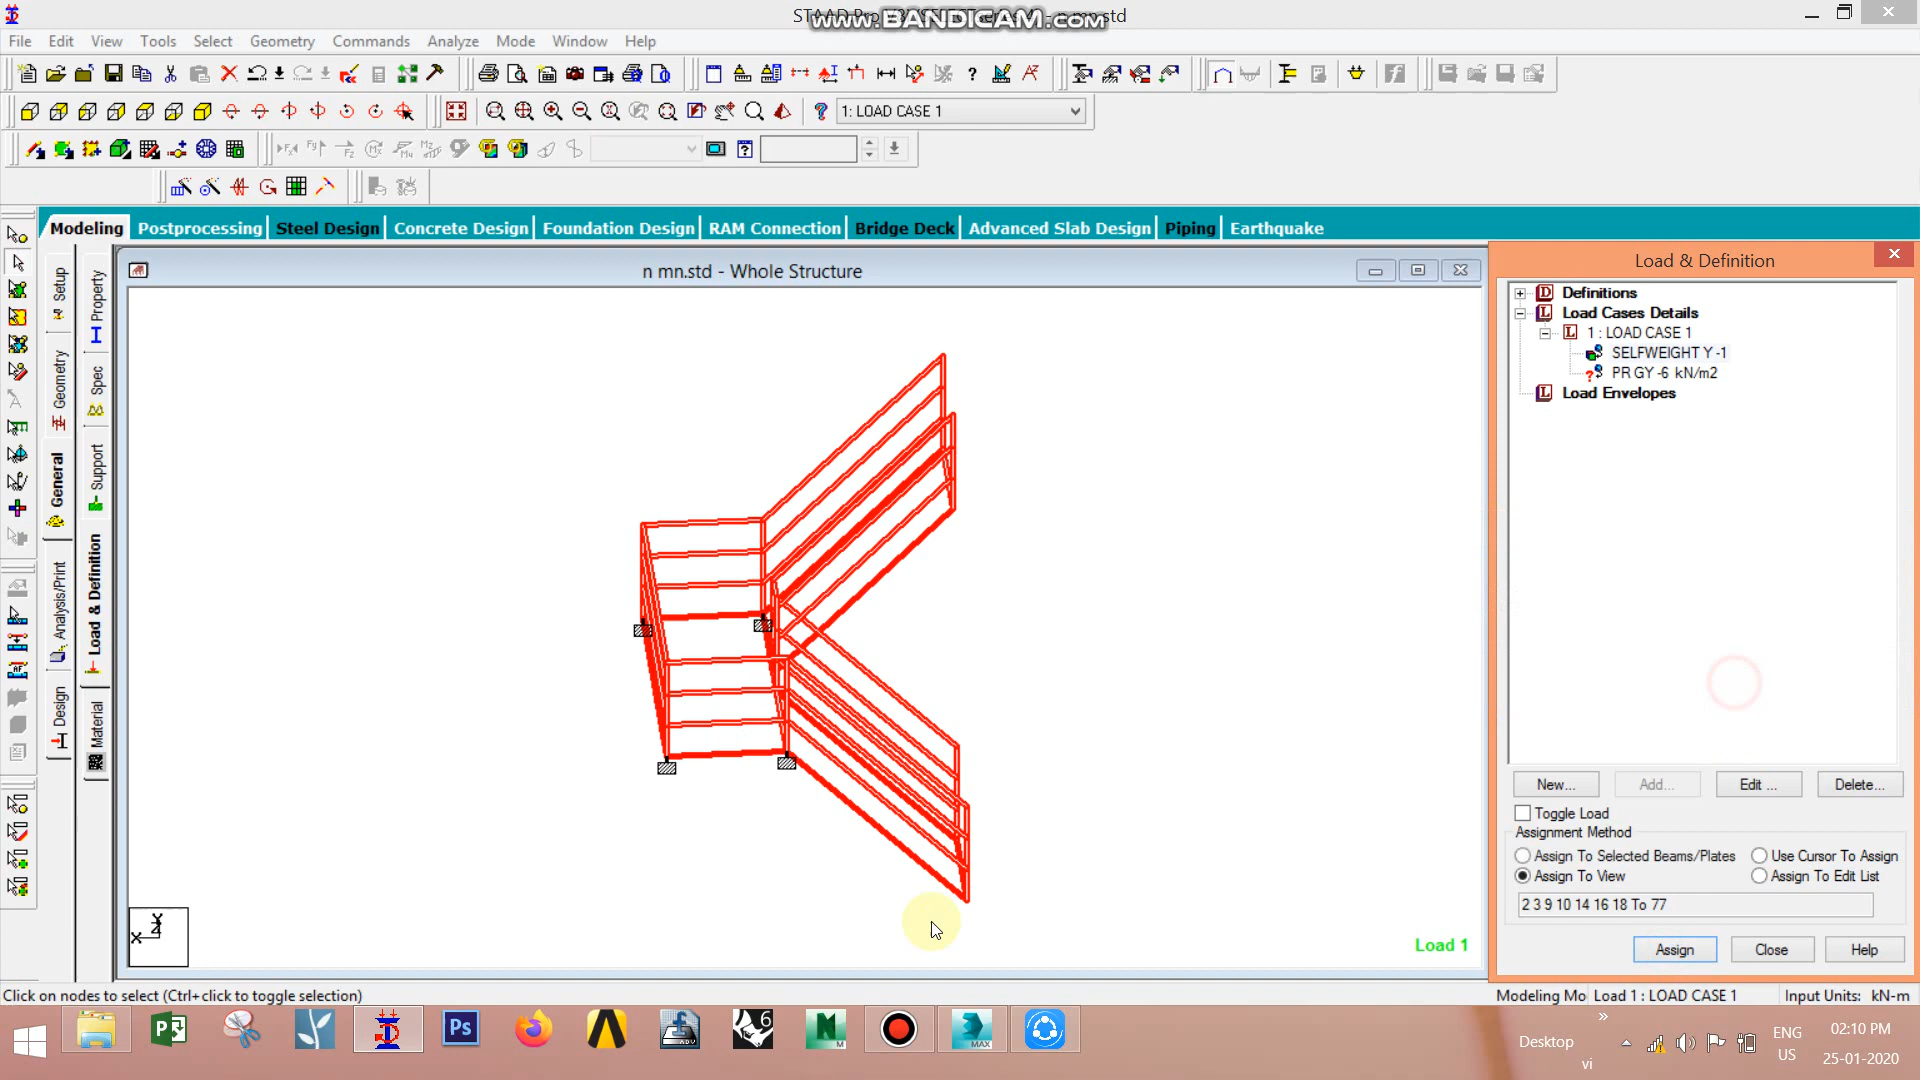 www.BANDICAM.com
File Edit View Tools Select Geometry Commands Analyze Mode Window Help
1: LOAD CASE 1
Modeling Postprocessing Steel Design Concrete Design Foundation Design RAM Connection Bridge Deck Advanced Slab Design Piping Earthquake
n mn.std - Whole Structure
Load & Definition
Setup
Geometry
General
Analysis/Print
Design
Property
Spec
Support
Load & Definition
Material
Definitions
Load Cases Details
1 : LOAD CASE 1
SELFWEIGHT Y -1
PR GY -6 kN/m2
Load Envelopes
New... Add... Edit ... Delete...
Toggle Load
Assignment Method
Assign To Selected Beams/Plates Use Cursor To Assign
Assign To View Assign To Edit List
2 3 9 10 14 16 18 To 77
Assign Close Help
Load 1
Click on nodes to select (Ctrl+click to toggle selection)
Modeling Mo Load 1 : LOAD CASE 1 Input Units: kN-m
Desktop
vi
ENG
US
02:10 PM
25-01-2020